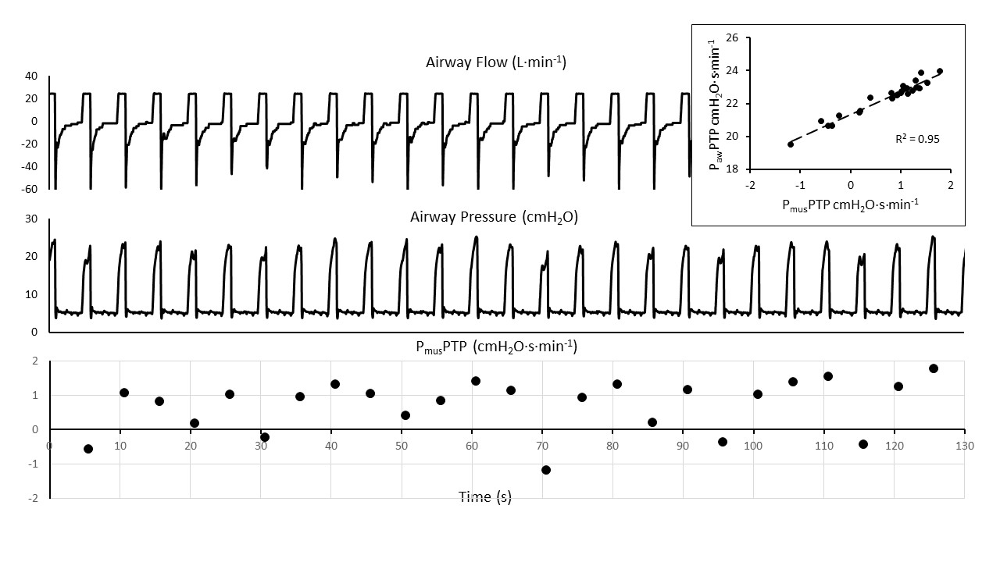 Airway Flow (L·min⁻¹)
40
20
0
-20
-40
-60
26
24
22
20
18
PₐwPTP cmH₂O·s·min⁻¹
R² = 0.95
-2 -1 0 1 2
PmusPTP cmH₂O·s·min⁻¹
Airway Pressure (cmH₂O)
30
20
10
0
PmusPTP (cmH₂O·s·min⁻¹)
2
1
0
-1
-2
0 10 20 30 40 50 60 70 80 90 100 110 120 130
Time (s)